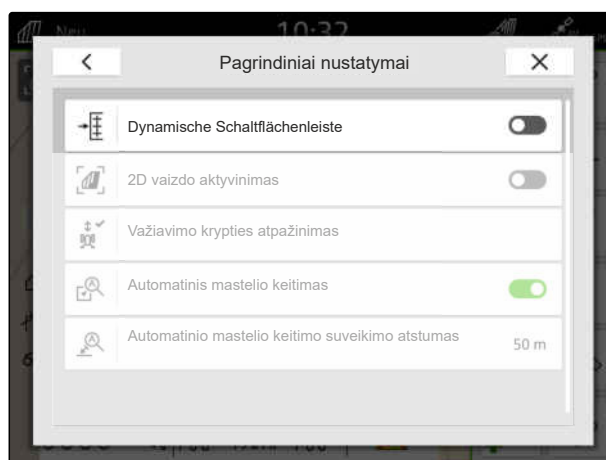 Neu
10:32
Pagrindiniai nustatymai
Dynamische Schaltflächenleiste
2D vaizdo aktyvinimas
Važiavimo krypties atpažinimas
Automatinis mastelio keitimas
Automatinio mastelio keitimo suveikimo atstumas
50 m